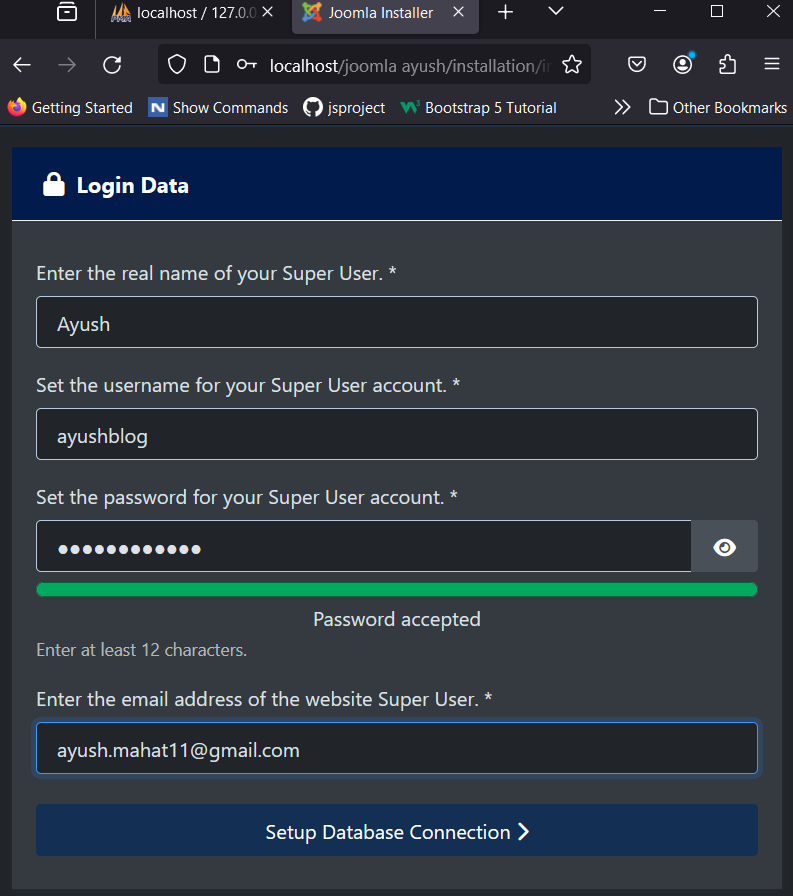 localhost / 127.0.0
Joomla Installer
localhost/joomla ayush/installation/i
Getting Started
Show Commands
jsproject
Bootstrap 5 Tutorial
Other Bookmarks
Login Data
Enter the real name of your Super User. *
Ayush
Set the username for your Super User account. *
ayushblog
Set the password for your Super User account. *
●●●●●●●●●●●●
Password accepted
Enter at least 12 characters.
Enter the email address of the website Super User. *
ayush.mahat11@gmail.com
Setup Database Connection